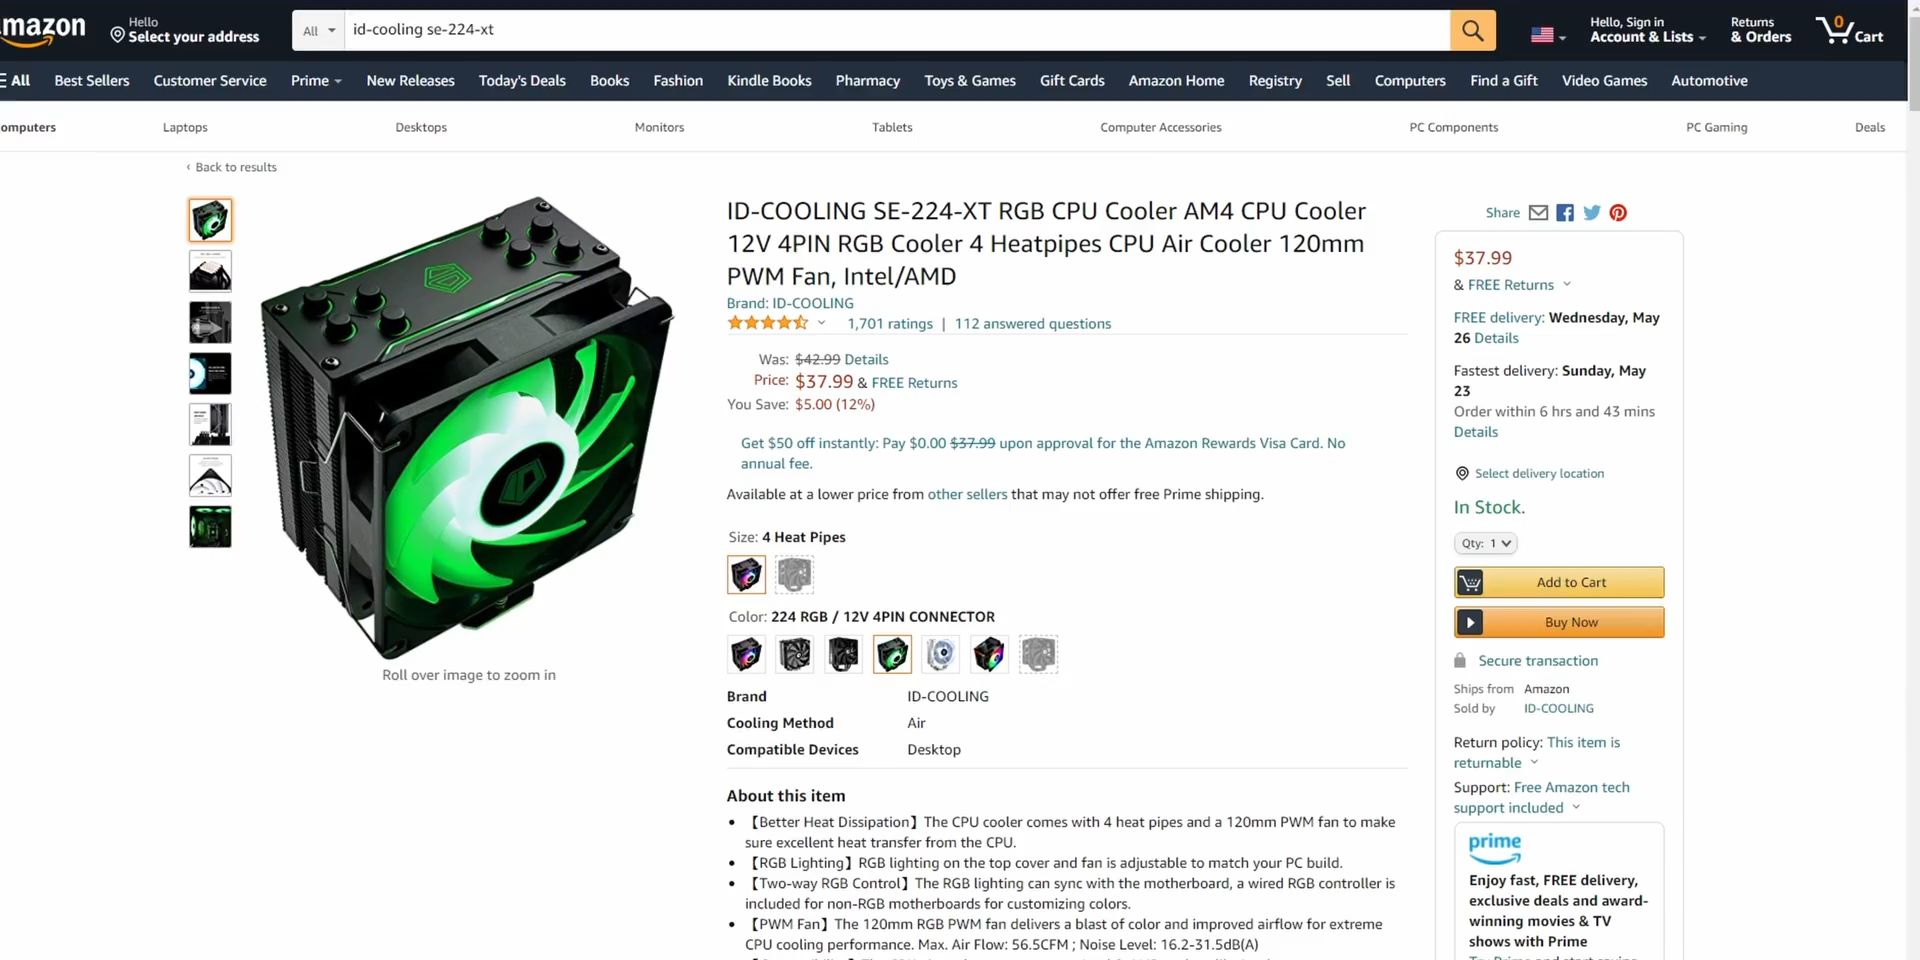 amazon
Hello
Select your address
All
id-cooling se-224-xt
Hello, Sign in
Account & Lists
Returns
& Orders
0
Cart
All
Best Sellers
Customer Service
Prime
New Releases
Today's Deals
Books
Fashion
Kindle Books
Pharmacy
Toys & Games
Gift Cards
Amazon Home
Registry
Sell
Computers
Find a Gift
Video Games
Automotive
omputers
Laptops
Desktops
Monitors
Tablets
Computer Accessories
PC Components
PC Gaming
Deals
‹ Back to results
Roll over image to zoom in
ID-COOLING SE-224-XT RGB CPU Cooler AM4 CPU Cooler
12V 4PIN RGB Cooler 4 Heatpipes CPU Air Cooler 120mm
PWM Fan, Intel/AMD
Brand: ID-COOLING
1,701 ratings | 112 answered questions
Was: $42.99 Details
Price: $37.99 & FREE Returns
You Save: $5.00 (12%)
Get $50 off instantly: Pay $0.00 $37.99 upon approval for the Amazon Rewards Visa Card. No
annual fee.
Available at a lower price from other sellers that may not offer free Prime shipping.
Size: 4 Heat Pipes
Color: 224 RGB / 12V 4PIN CONNECTOR
Brand ID-COOLING
Cooling Method Air
Compatible Devices Desktop
About this item
• 【Better Heat Dissipation】The CPU cooler comes with 4 heat pipes and a 120mm PWM fan to make
sure excellent heat transfer from the CPU.
• 【RGB Lighting】RGB lighting on the top cover and fan is adjustable to match your PC build.
• 【Two-way RGB Control】The RGB lighting can sync with the motherboard, a wired RGB controller is
included for non-RGB motherboards for customizing colors.
• 【PWM Fan】The 120mm RGB PWM fan delivers a blast of color and improved airflow for extreme
CPU cooling performance. Max. Air Flow: 56.5CFM ; Noise Level: 16.2-31.5dB(A)
Share
$37.99
& FREE Returns
FREE delivery: Wednesday, May
26 Details
Fastest delivery: Sunday, May
23
Order within 6 hrs and 43 mins
Details
Select delivery location
In Stock.
Qty: 1
Add to Cart
Buy Now
Secure transaction
Ships from Amazon
Sold by ID-COOLING
Return policy: This item is
returnable
Support: Free Amazon tech
support included
prime
Enjoy fast, FREE delivery,
exclusive deals and award-
winning movies & TV
shows with Prime